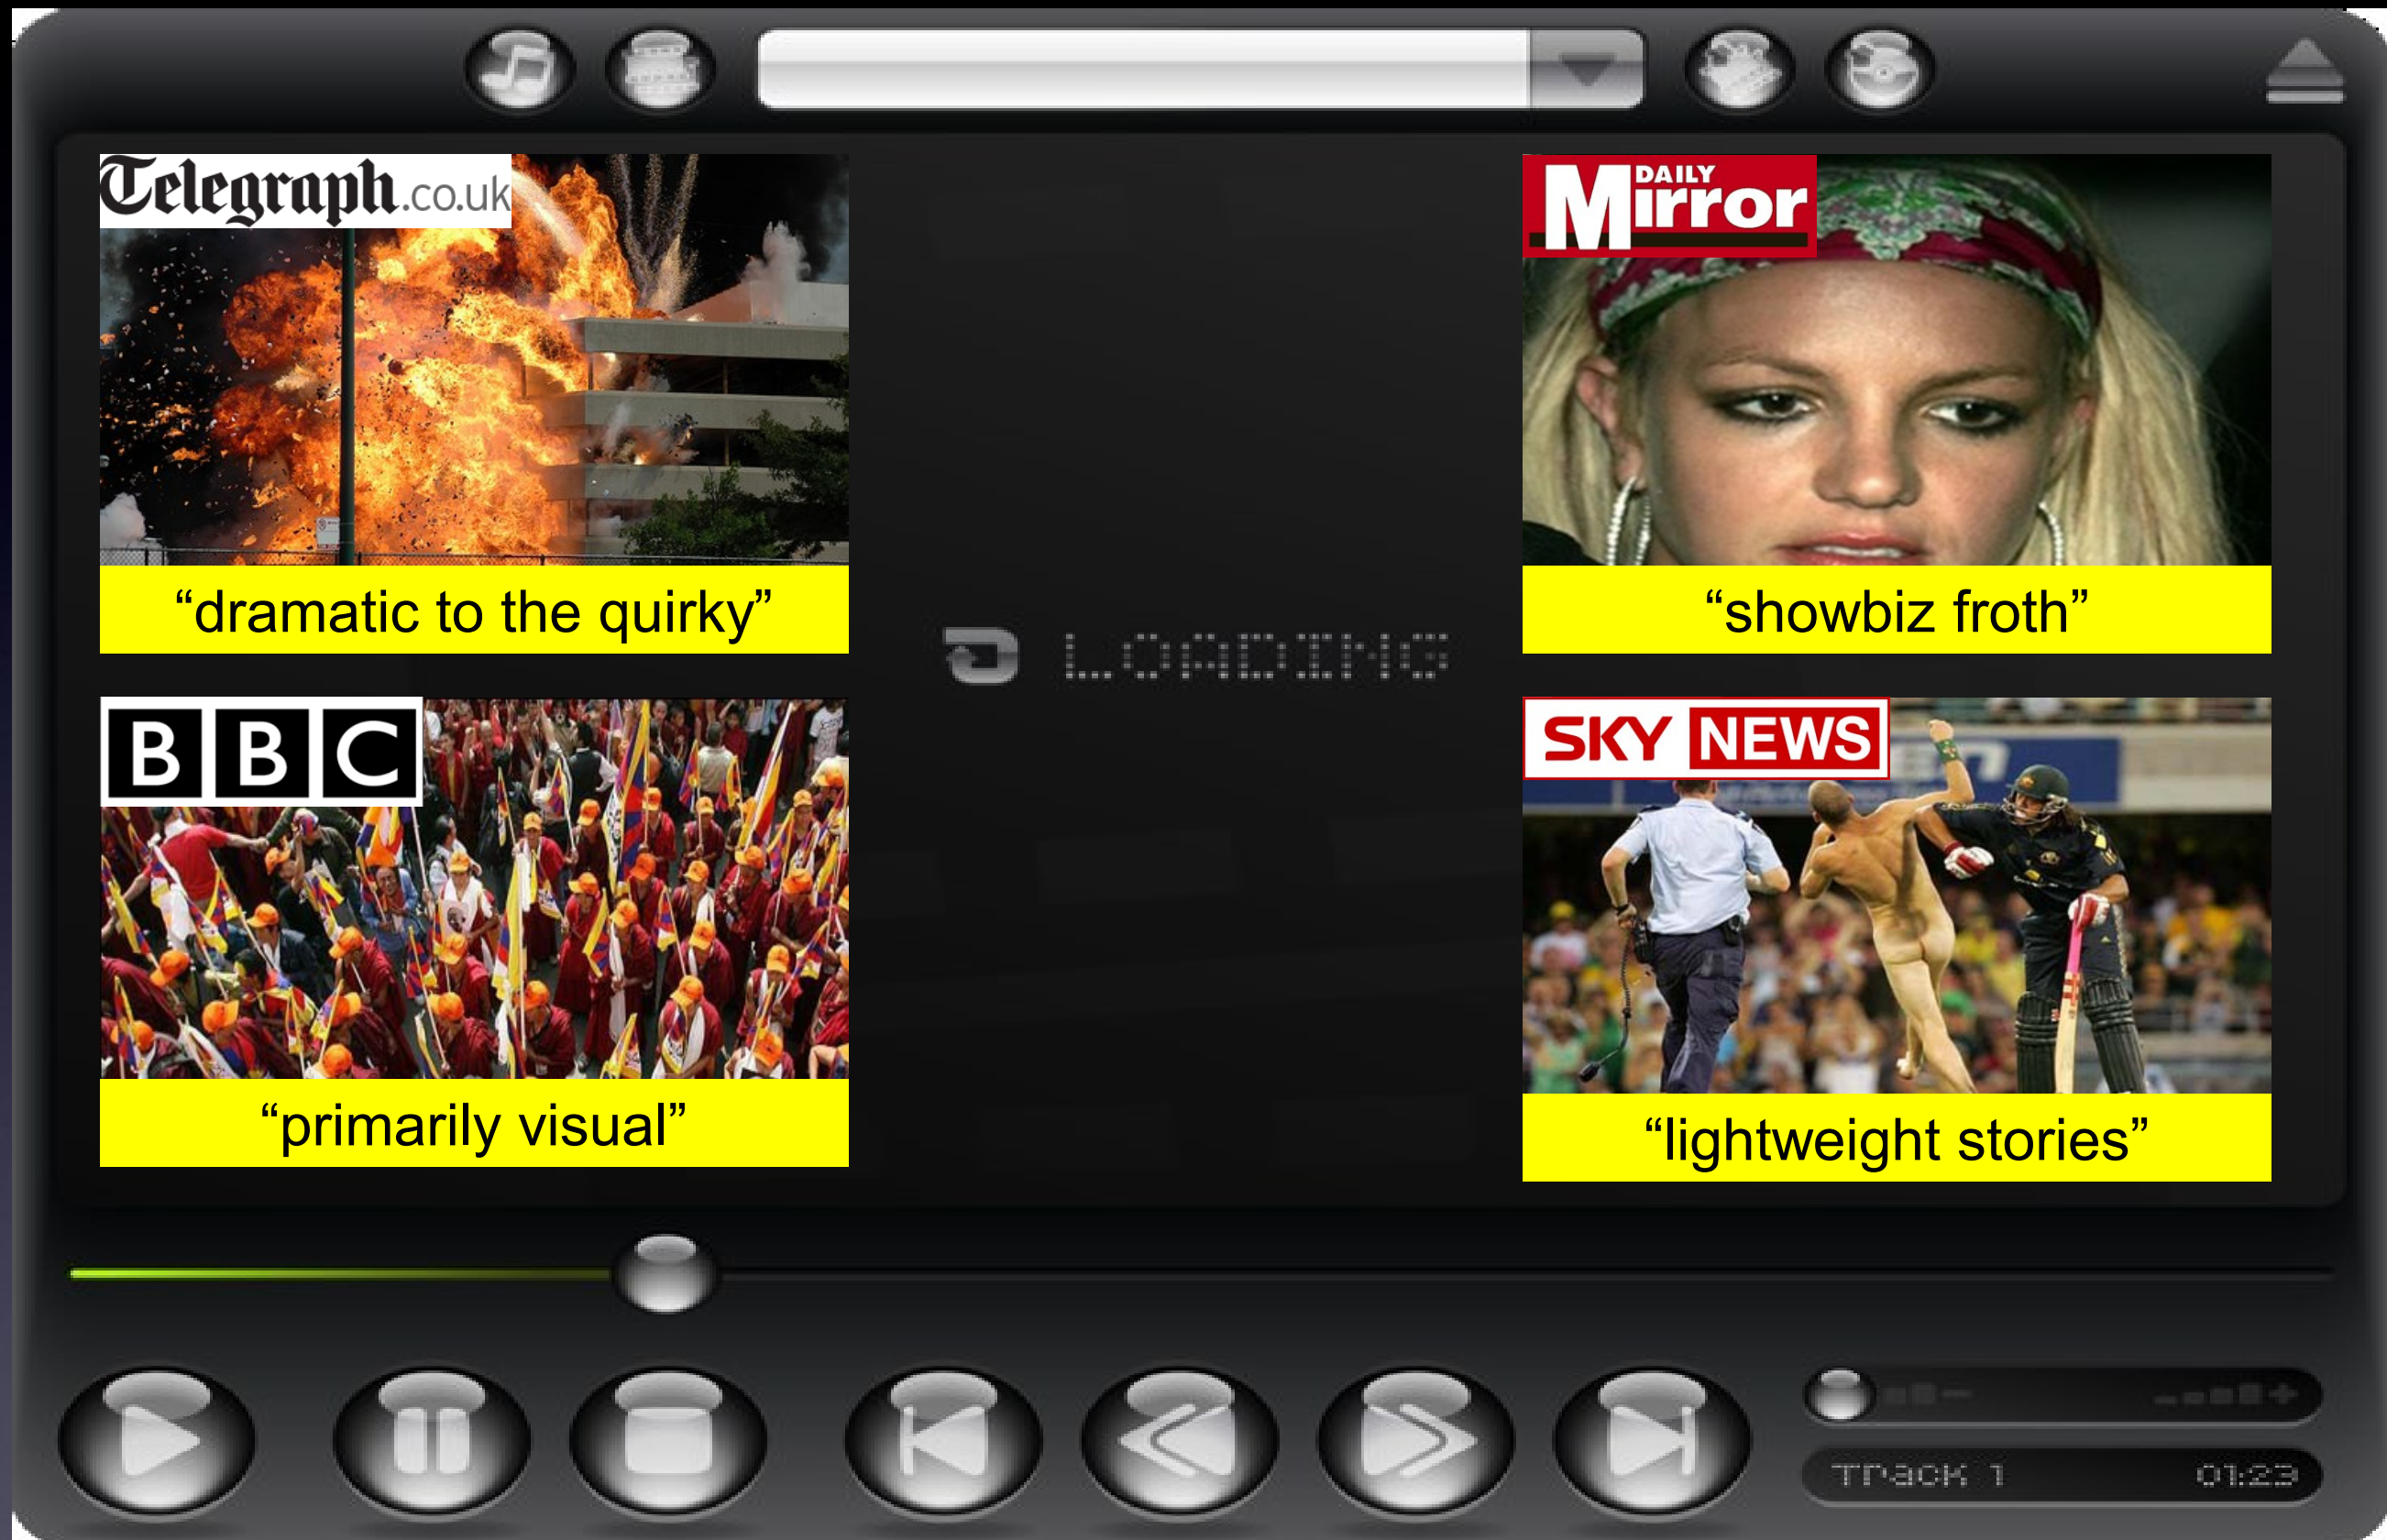 Telegraph.co.uk
“dramatic to the quirky”
DAILY
Mirror
“showbiz froth”
LOADING
BBC
“primarily visual”
SKY NEWS
“lightweight stories”
Track 1 01:23